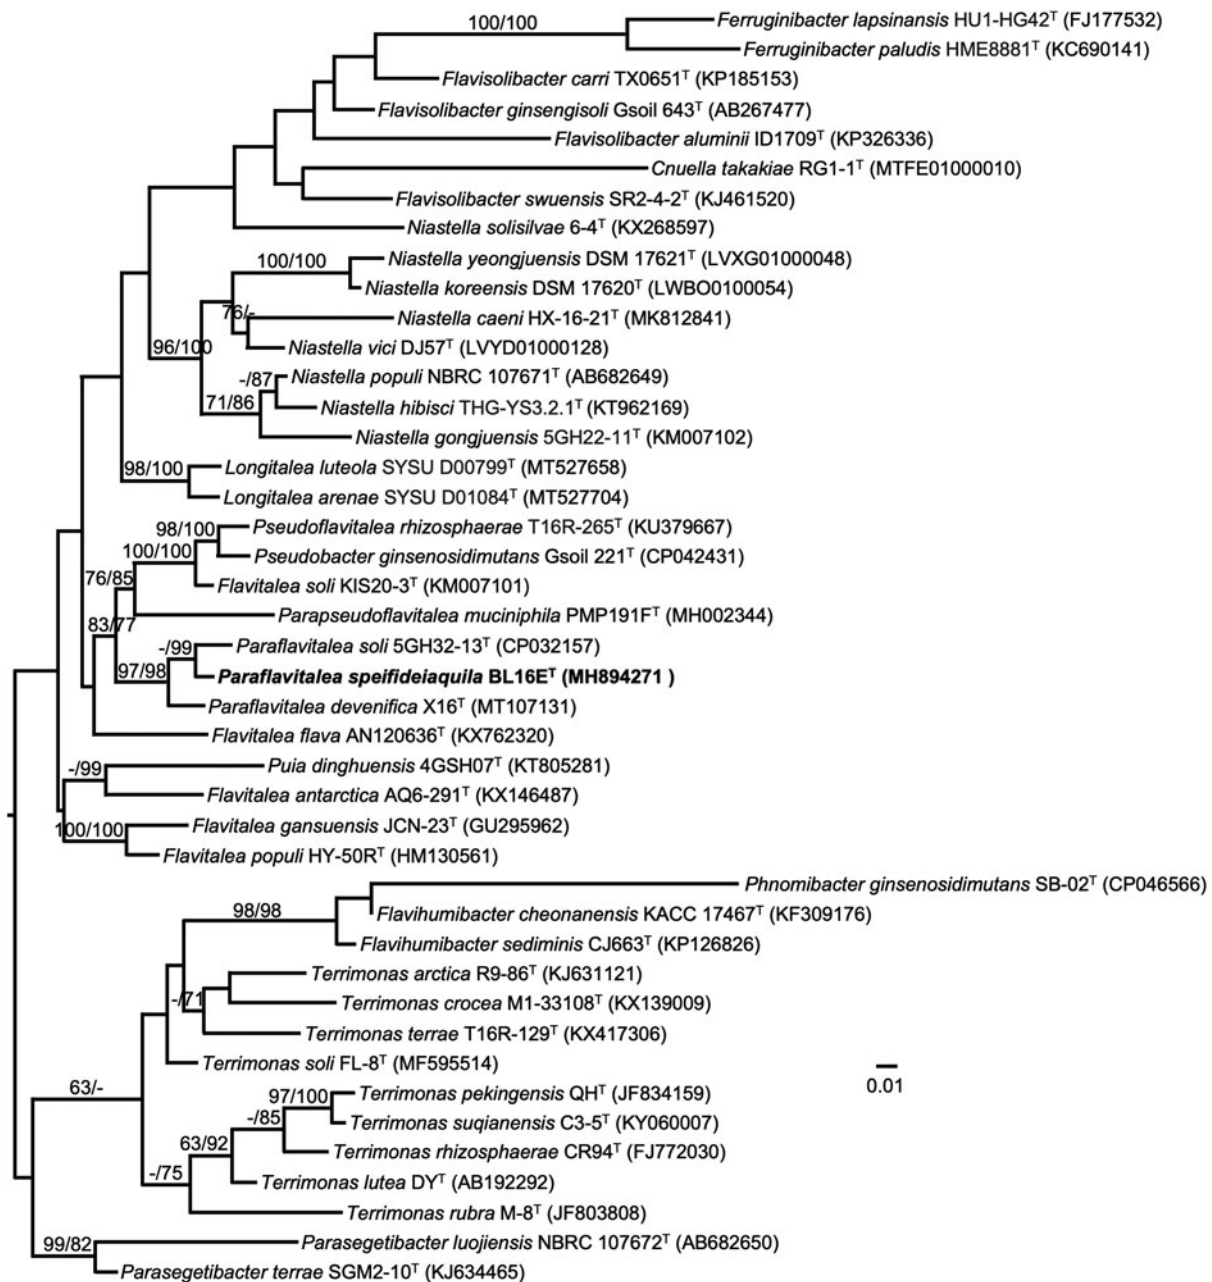 100/100
Ferruginibacter lapsinansis HU1-HG42ᵀ (FJ177532)
Ferruginibacter paludis HME8881ᵀ (KC690141)
Flavisolibacter carri TX0651ᵀ (KP185153)
Flavisolibacter ginsengisoli Gsoil 643ᵀ (AB267477)
Flavisolibacter aluminii ID1709ᵀ (KP326336)
Cnuella takakiae RG1-1ᵀ (MTFE01000010)
Flavisolibacter swuensis SR2-4-2ᵀ (KJ461520)
Niastella solisilvae 6-4ᵀ (KX268597)
100/100
Niastella yeongjuensis DSM 17621ᵀ (LVXG01000048)
Niastella koreensis DSM 17620ᵀ (LWBO0100054)
76/-
Niastella caeni HX-16-21ᵀ (MK812841)
96/100
Niastella vici DJ57ᵀ (LVYD01000128)
-/87
Niastella populi NBRC 107671ᵀ (AB682649)
71/86
Niastella hibisci THG-YS3.2.1ᵀ (KT962169)
Niastella gongjuensis 5GH22-11ᵀ (KM007102)
98/100
Longitalea luteola SYSU D00799ᵀ (MT527658)
Longitalea arenae SYSU D01084ᵀ (MT527704)
98/100
Pseudoflavitalea rhizosphaerae T16R-265ᵀ (KU379667)
100/100
Pseudobacter ginsenosidimutans Gsoil 221ᵀ (CP042431)
76/85
Flavitalea soli KIS20-3ᵀ (KM007101)
Parapseudoflavitalea muciniphila PMP191Fᵀ (MH002344)
83/77
-/99
Paraflavitalea soli 5GH32-13ᵀ (CP032157)
97/98
Paraflavitalea speifideiaquila BL16Eᵀ (MH894271 )
Paraflavitalea devenifica X16ᵀ (MT107131)
Flavitalea flava AN120636ᵀ (KX762320)
-/99
Puia dinghuensis 4GSH07ᵀ (KT805281)
Flavitalea antarctica AQ6-291ᵀ (KX146487)
100/100
Flavitalea gansuensis JCN-23ᵀ (GU295962)
Flavitalea populi HY-50Rᵀ (HM130561)
Phnomibacter ginsenosidimutans SB-02ᵀ (CP046566)
98/98
Flavihumibacter cheonanensis KACC 17467ᵀ (KF309176)
Flavihumibacter sediminis CJ663ᵀ (KP126826)
Terrimonas arctica R9-86ᵀ (KJ631121)
-/71
Terrimonas crocea M1-33108ᵀ (KX139009)
Terrimonas terrae T16R-129ᵀ (KX417306)
Terrimonas soli FL-8ᵀ (MF595514)
63/-
0.01
97/100
Terrimonas pekingensis QHᵀ (JF834159)
-/85
Terrimonas suqianensis C3-5ᵀ (KY060007)
63/92
Terrimonas rhizosphaerae CR94ᵀ (FJ772030)
-/75
Terrimonas lutea DYᵀ (AB192292)
Terrimonas rubra M-8ᵀ (JF803808)
99/82
Parasegetibacter luojiensis NBRC 107672ᵀ (AB682650)
Parasegetibacter terrae SGM2-10ᵀ (KJ634465)